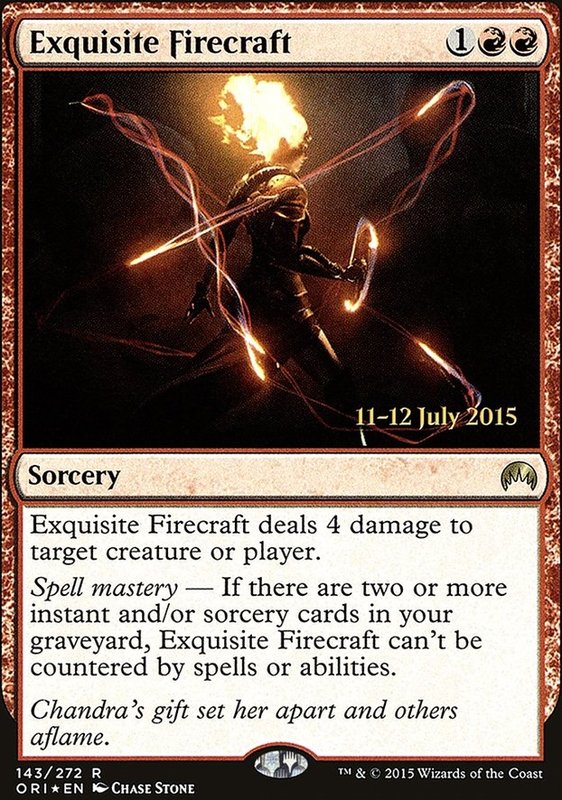 Exquisite Firecraft 1
11-12 July 2015
Sorcery
Exquisite Firecraft deals 4 damage to
target creature or player.
Spell mastery — If there are two or more
instant and/or sorcery cards in your
graveyard, Exquisite Firecraft can't be
countered by spells or abilities.
Chandra's gift set her apart and others
aflame.
143/272 R
ORI★EN Chase Stone
™ & © 2015 Wizards of the Coast